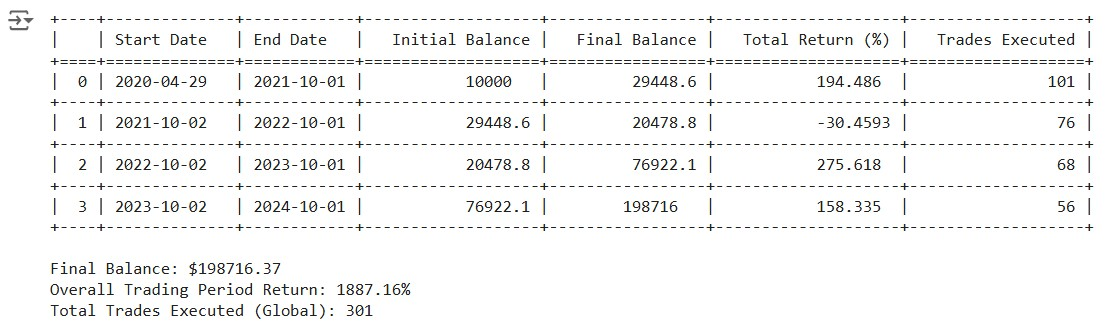 +----+--------------+--------------+-------------------+-----------------+--------------------+-------------------+
|    | Start Date   | End Date   |   Initial Balance |   Final Balance |   Total Return (%) |   Trades Executed |
+====+==============+============+===================+=================+====================+===================+
|  0 | 2020-04-29   | 2021-10-01 |           10000   |         29448.6 |           194.486  |               101 |
+----+--------------+------------+-------------------+-----------------+--------------------+-------------------+
|  1 | 2021-10-02   | 2022-10-01 |           29448.6 |         20478.8 |           -30.4593 |                76 |
+----+--------------+------------+-------------------+-----------------+--------------------+-------------------+
|  2 | 2022-10-02   | 2023-10-01 |           20478.8 |         76922.1 |           275.618  |                68 |
+----+--------------+------------+-------------------+-----------------+--------------------+-------------------+
|  3 | 2023-10-02   | 2024-10-01 |           76922.1 |        198716   |           158.335  |                56 |
+----+--------------+------------+-------------------+-----------------+--------------------+-------------------+
Final Balance: $198716.37
Overall Trading Period Return: 1887.16%
Total Trades Executed (Global): 301